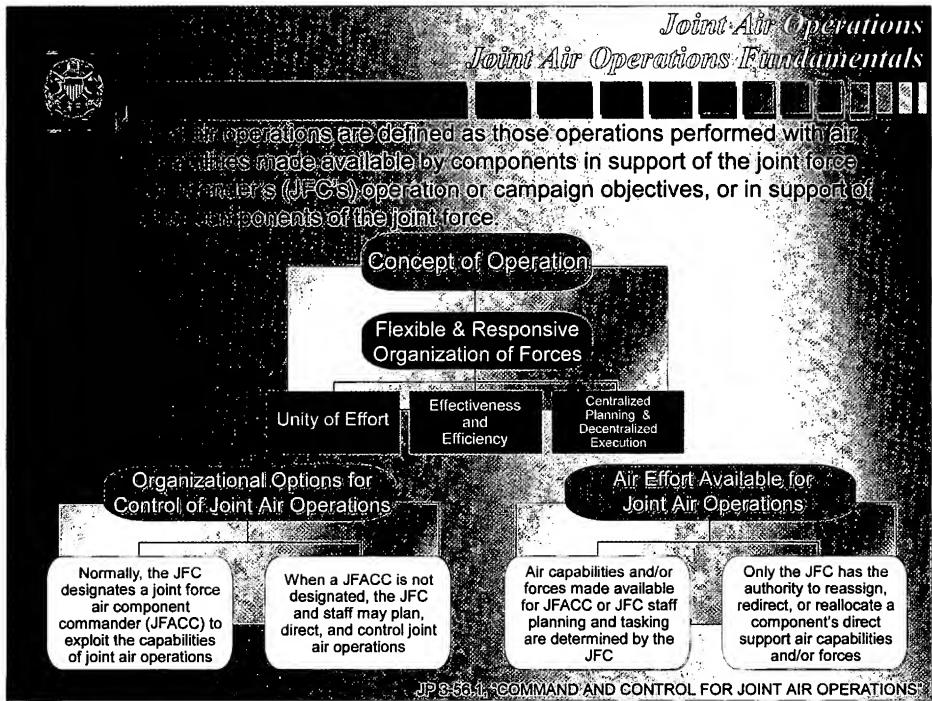 Joint Air Operations
Joint Air Operations Fundamentals
air operations are defined as those operations performed with air
made available by components in support of the joint force
(JFC's) operation or campaign objectives, or in support of
components of the joint force
Concept of Operation
Flexible & Responsive
Organization of Forces
Unity of Effort
Effectiveness
and
Efficiency
Centralized
Planning &
Decentralized
Execution
Organizational Options for
Control of Joint Air Operations
Air Effort Available for
Joint Air Operations
Normally, the JFC
designates a joint force
air component
commander (JFACC) to
exploit the capabilities
of joint air operations
When a JFACC is not
designated, the JFC
and staff may plan,
direct, and control joint
air operations
Air capabilities and/or
forces made available
for JFACC or JFC staff
planning and tasking
are determined by the
JFC
Only the JFC has the
authority to reassign,
redirect, or reallocate a
component's direct
support air capabilities
and/or forces
JP 3-56.1, "COMMAND AND CONTROL FOR JOINT AIR OPERATIONS"